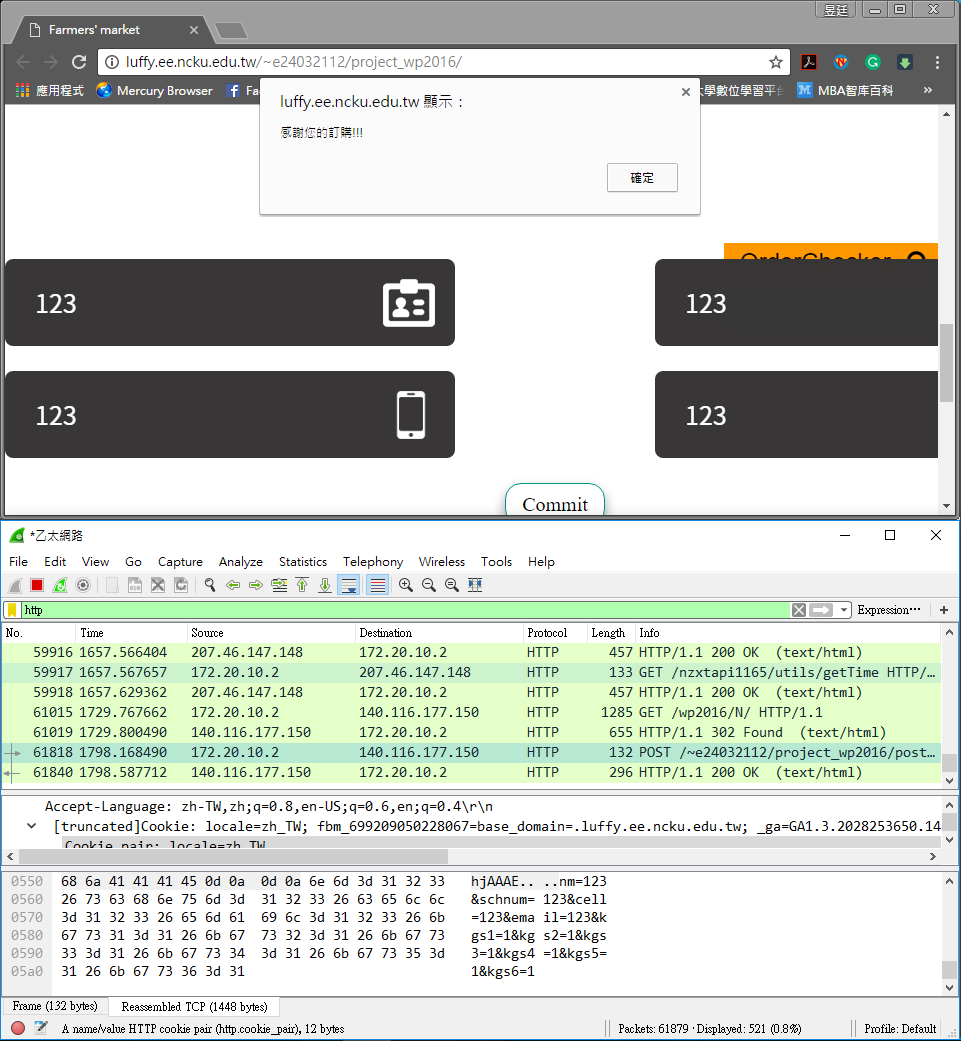 昱廷
Farmers' market
luffy.ee.ncku.edu.tw/~e24032112/project_wp2016/
應用程式 Mercury Browser 大學數位學習平台 MBA智库百科 »
luffy.ee.ncku.edu.tw 顯示：
感謝您的訂購!!!
確定
OrderChecker
123
123
123
123
Commit
*乙太網路
File Edit View Go Capture Analyze Statistics Telephony Wireless Tools Help
http Expression… +
No. Time Source Destination Protocol Length Info
59916 1657.566404 207.46.147.148 172.20.10.2 HTTP 457 HTTP/1.1 200 OK (text/html)
59917 1657.567657 172.20.10.2 207.46.147.148 HTTP 133 GET /nzxtapi1165/utils/getTime HTTP/…
59918 1657.629362 207.46.147.148 172.20.10.2 HTTP 457 HTTP/1.1 200 OK (text/html)
61015 1729.767662 172.20.10.2 140.116.177.150 HTTP 1285 GET /wp2016/N/ HTTP/1.1
61019 1729.800490 140.116.177.150 172.20.10.2 HTTP 655 HTTP/1.1 302 Found (text/html)
61818 1798.168490 172.20.10.2 140.116.177.150 HTTP 132 POST /~e24032112/project_wp2016/post…
61840 1798.587712 140.116.177.150 172.20.10.2 HTTP 296 HTTP/1.1 200 OK (text/html)
Accept-Language: zh-TW,zh;q=0.8,en-US;q=0.6,en;q=0.4\r\n
[truncated]Cookie: locale=zh_TW; fbm_699209050228067=base_domain=.luffy.ee.ncku.edu.tw; _ga=GA1.3.2028253650.14
Cookie pair: locale=zh_TW
0550 68 6a 41 41 41 45 0d 0a 0d 0a 6e 6d 3d 31 32 33 hjAAAE.. ..nm=123
0560 26 73 63 68 6e 75 6d 3d 31 32 33 26 63 65 6c 6c &schnum= 123&cell
0570 3d 31 32 33 26 65 6d 61 69 6c 3d 31 32 33 26 6b =123&ema il=123&k
0580 67 73 31 3d 31 26 6b 67 73 32 3d 31 26 6b 67 73 gs1=1&kg s2=1&kgs
0590 33 3d 31 26 6b 67 73 34 3d 31 26 6b 67 73 35 3d 3=1&kgs4 =1&kgs5=
05a0 31 26 6b 67 73 36 3d 31 1&kgs6=1
Frame (132 bytes) Reassembled TCP (1448 bytes)
A name/value HTTP cookie pair (http.cookie_pair), 12 bytes Packets: 61879 · Displayed: 521 (0.8%) Profile: Default